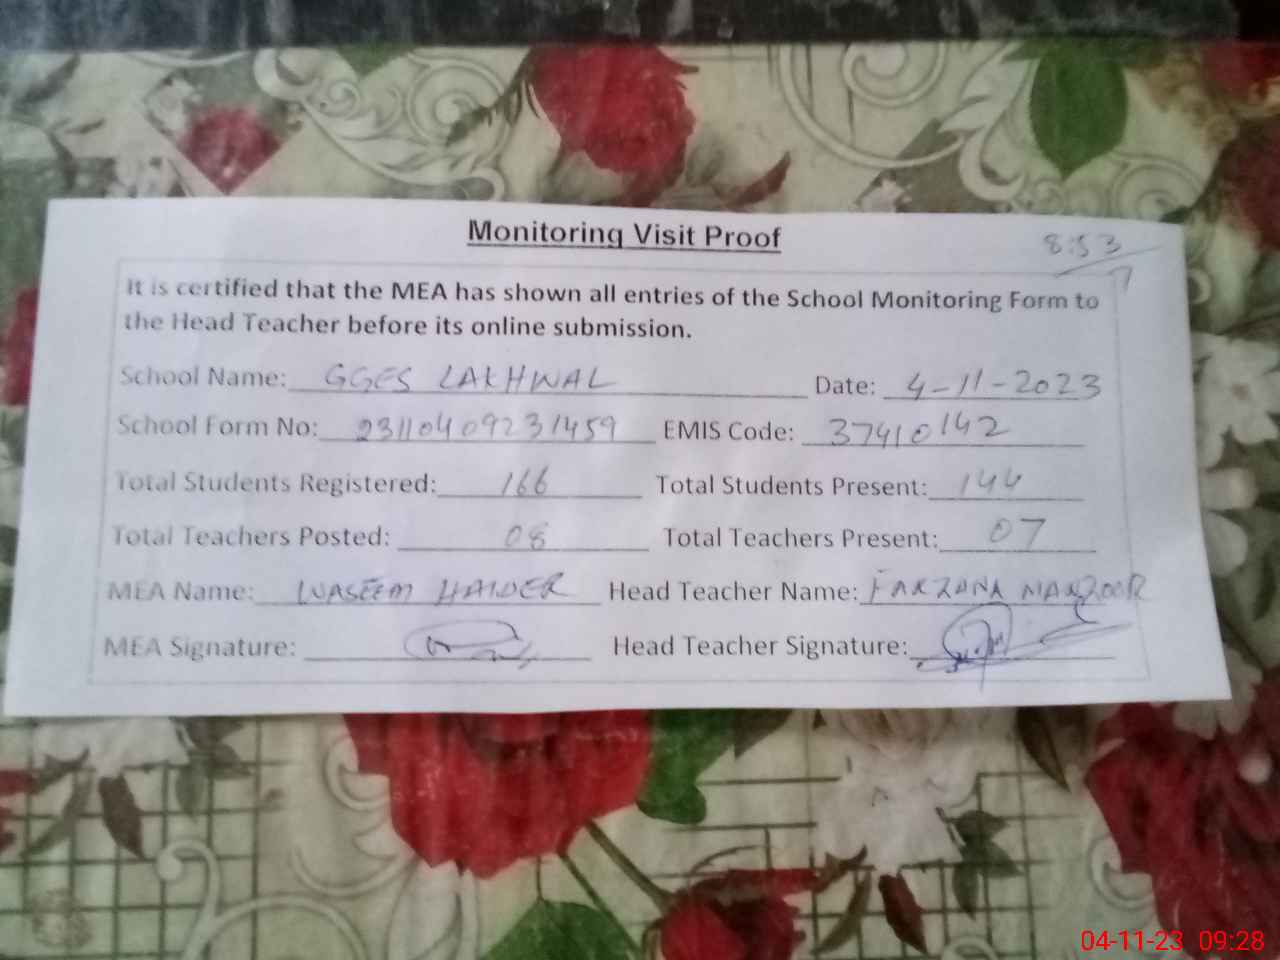 Monitoring Visit Proof
8:53
It is certified that the MEA has shown all entries of the School Monitoring Form to
the Head Teacher before its online submission.
School Name: GGES LAKHWAL Date: 4-11-2023
School Form No: 23110409231459 EMIS Code: 37410142
Total Students Registered: 166 Total Students Present: 144
Total Teachers Posted: 08 Total Teachers Present: 07
MEA Name: WASEEM HAIDER Head Teacher Name: FARZANA MANZOOR
MEA Signature: Head Teacher Signature:
04-11-23 09:28